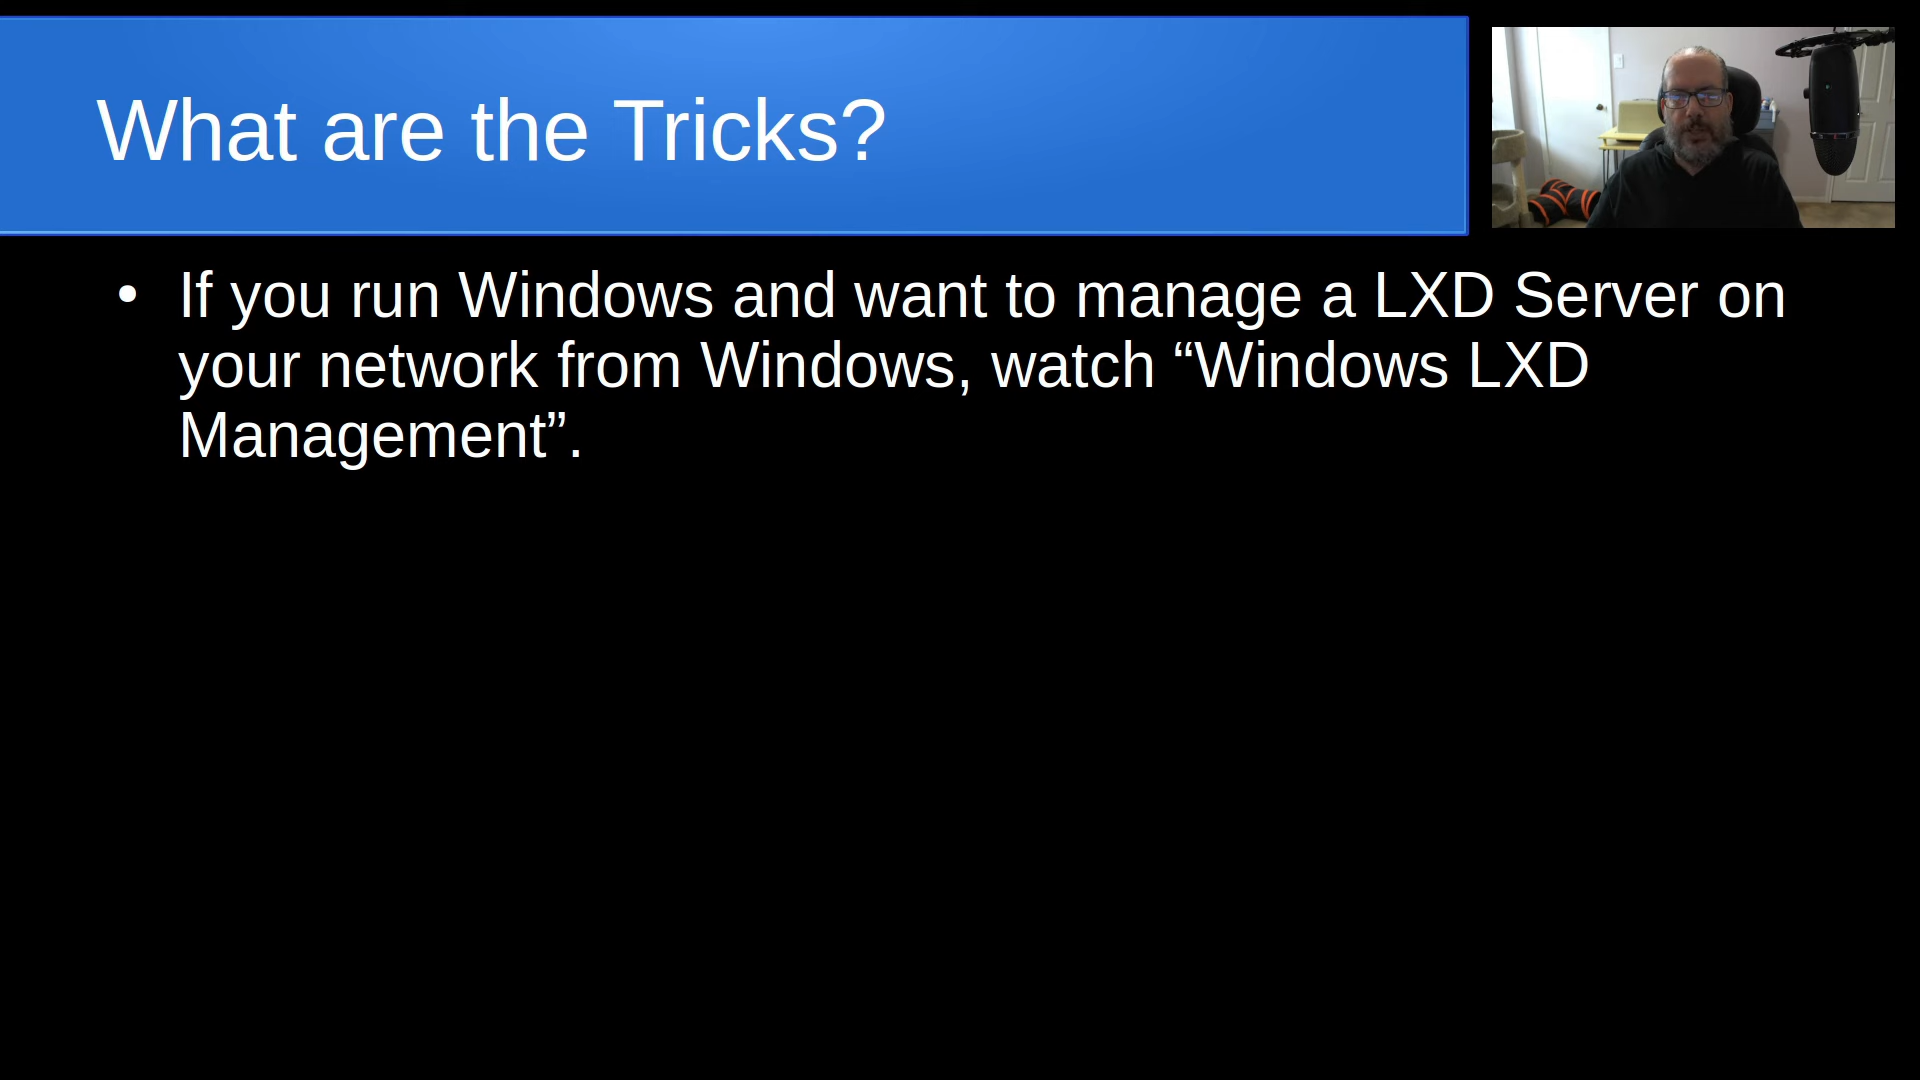 What are the Tricks?
• If you run Windows and want to manage a LXD Server on
your network from Windows, watch “Windows LXD
Management”.